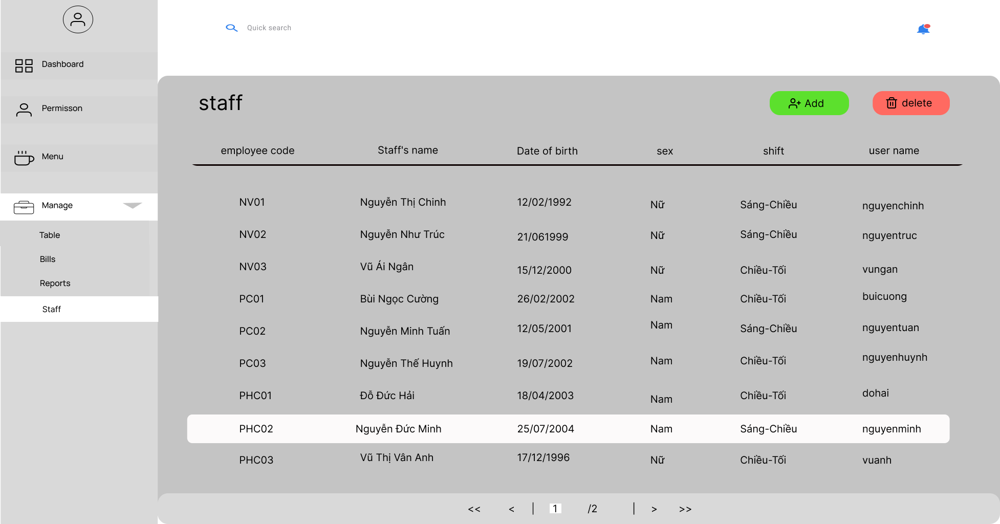 Quick search
Dashboard
Permisson
Menu
Manage
Table
Bills
Reports
Staff
staff
Add
delete
employee code Staff's name Date of birth sex shift user name
NV01 Nguyễn Thị Chinh 12/02/1992 Nữ Sáng-Chiều nguyenchinh
NV02 Nguyễn Như Trúc 21/061999 Nữ Sáng-Chiều nguyentruc
NV03 Vũ Ái Ngân 15/12/2000 Nữ Chiều-Tối vungan
PC01 Bùi Ngọc Cường 26/02/2002 Nam Chiều-Tối buicuong
PC02 Nguyễn Minh Tuấn 12/05/2001 Nam Sáng-Chiều nguyentuan
PC03 Nguyễn Thế Huynh 19/07/2002 Nam Chiều-Tối nguyenhuynh
PHC01 Đỗ Đức Hải 18/04/2003 Nam Chiều-Tối dohai
PHC02 Nguyễn Đức Minh 25/07/2004 Nam Sáng-Chiều nguyenminh
PHC03 Vũ Thị Vân Anh 17/12/1996 Nữ Chiều-Tối vuanh
<< < | 1 /2 | > >>